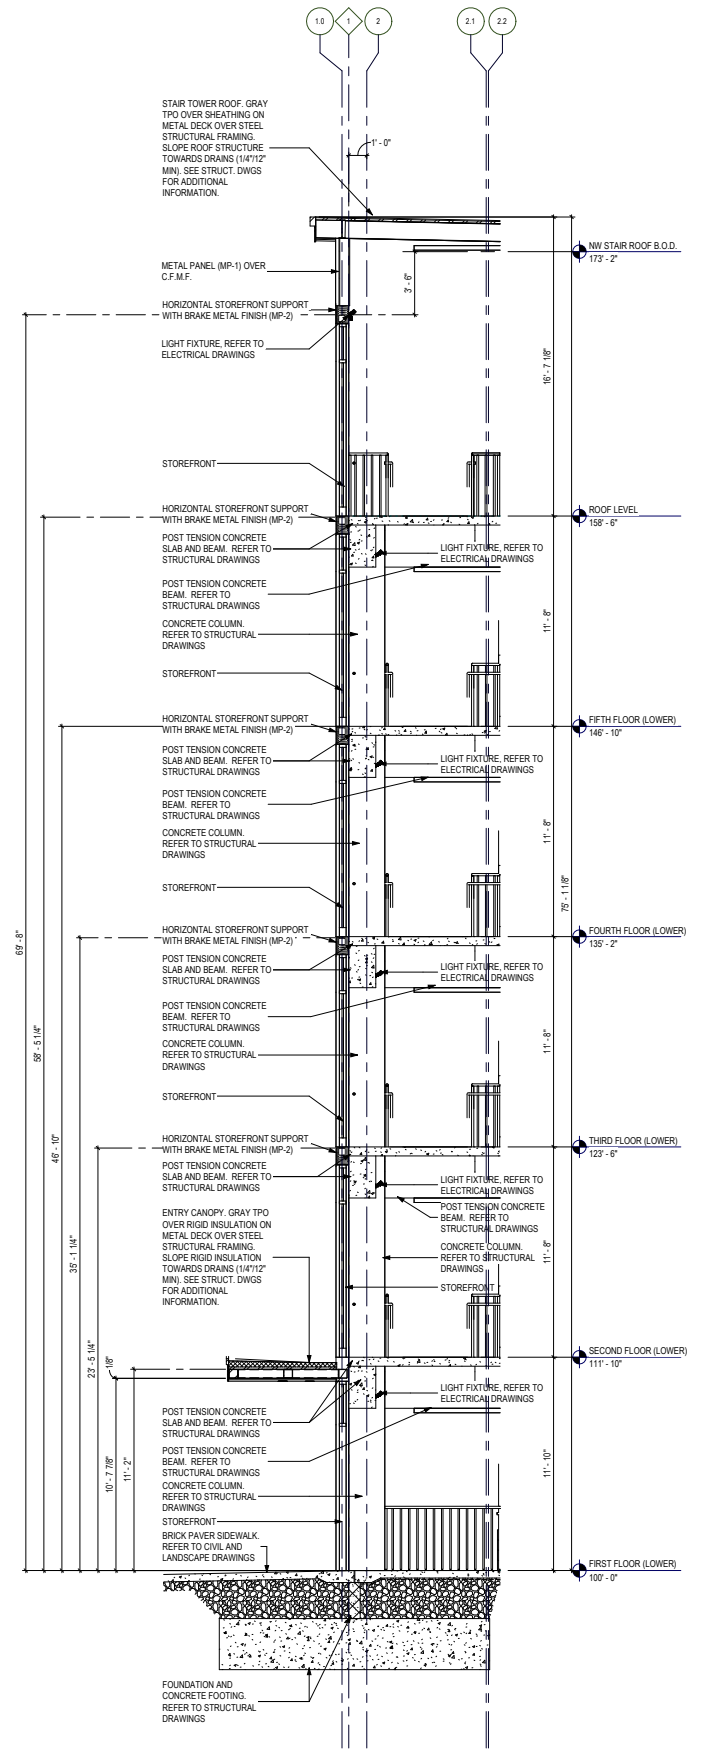 1.0
1
2
2.1
2.2
STAIR TOWER ROOF. GRAY
TPO OVER SHEATHING ON
METAL DECK OVER STEEL
STRUCTURAL FRAMING.
SLOPE ROOF STRUCTURE
TOWARDS DRAINS (1/4"/12"
MIN). SEE STRUCT. DWGS
FOR ADDITIONAL
INFORMATION.
1' - 0"
NW STAIR ROOF B.O.D.
173' - 2"
METAL PANEL (MP-1) OVER
C.F.M.F.
3' - 6"
HORIZONTAL STOREFRONT SUPPORT
WITH BRAKE METAL FINISH (MP-2)
LIGHT FIXTURE, REFER TO
ELECTRICAL DRAWINGS
16' - 7 1/8"
STOREFRONT
HORIZONTAL STOREFRONT SUPPORT
WITH BRAKE METAL FINISH (MP-2)
ROOF LEVEL
158' - 6"
POST TENSION CONCRETE
SLAB AND BEAM. REFER TO
STRUCTURAL DRAWINGS
LIGHT FIXTURE, REFER TO
ELECTRICAL DRAWINGS
POST TENSION CONCRETE
BEAM. REFER TO
STRUCTURAL DRAWINGS
CONCRETE COLUMN.
REFER TO STRUCTURAL
DRAWINGS
11' - 8"
STOREFRONT
HORIZONTAL STOREFRONT SUPPORT
WITH BRAKE METAL FINISH (MP-2)
FIFTH FLOOR (LOWER)
146' - 10"
POST TENSION CONCRETE
SLAB AND BEAM. REFER TO
STRUCTURAL DRAWINGS
LIGHT FIXTURE, REFER TO
ELECTRICAL DRAWINGS
POST TENSION CONCRETE
BEAM. REFER TO
STRUCTURAL DRAWINGS
CONCRETE COLUMN.
REFER TO STRUCTURAL
DRAWINGS
11' - 8"
STOREFRONT
75' - 1 1/8"
HORIZONTAL STOREFRONT SUPPORT
WITH BRAKE METAL FINISH (MP-2)
FOURTH FLOOR (LOWER)
135' - 2"
69' - 8"
POST TENSION CONCRETE
SLAB AND BEAM. REFER TO
STRUCTURAL DRAWINGS
LIGHT FIXTURE, REFER TO
ELECTRICAL DRAWINGS
POST TENSION CONCRETE
BEAM. REFER TO
STRUCTURAL DRAWINGS
58' - 5 1/4"
CONCRETE COLUMN.
REFER TO STRUCTURAL
DRAWINGS
11' - 8"
STOREFRONT
46' - 10"
HORIZONTAL STOREFRONT SUPPORT
WITH BRAKE METAL FINISH (MP-2)
THIRD FLOOR (LOWER)
123' - 6"
POST TENSION CONCRETE
SLAB AND BEAM. REFER TO
STRUCTURAL DRAWINGS
LIGHT FIXTURE, REFER TO
ELECTRICAL DRAWINGS
POST TENSION CONCRETE
BEAM. REFER TO
STRUCTURAL DRAWINGS
ENTRY CANOPY. GRAY TPO
OVER RIGID INSULATION ON
METAL DECK OVER STEEL
STRUCTURAL FRAMING.
SLOPE RIGID INSULATION
TOWARDS DRAINS (1/4"/12"
MIN). SEE STRUCT. DWGS
FOR ADDITIONAL
INFORMATION.
CONCRETE COLUMN.
REFER TO STRUCTURAL
DRAWINGS
11' - 8"
STOREFRONT
35' - 1 1/4"
23' - 5 1/4"
1/8"
SECOND FLOOR (LOWER)
111' - 10"
LIGHT FIXTURE, REFER TO
ELECTRICAL DRAWINGS
POST TENSION CONCRETE
SLAB AND BEAM. REFER TO
STRUCTURAL DRAWINGS
POST TENSION CONCRETE
BEAM. REFER TO
STRUCTURAL DRAWINGS
10' - 7 7/8"
11' - 2"
11' - 10"
CONCRETE COLUMN.
REFER TO STRUCTURAL
DRAWINGS
STOREFRONT
BRICK PAVER SIDEWALK.
REFER TO CIVIL AND
LANDSCAPE DRAWINGS
FIRST FLOOR (LOWER)
100' - 0"
FOUNDATION AND
CONCRETE FOOTING.
REFER TO STRUCTURAL
DRAWINGS